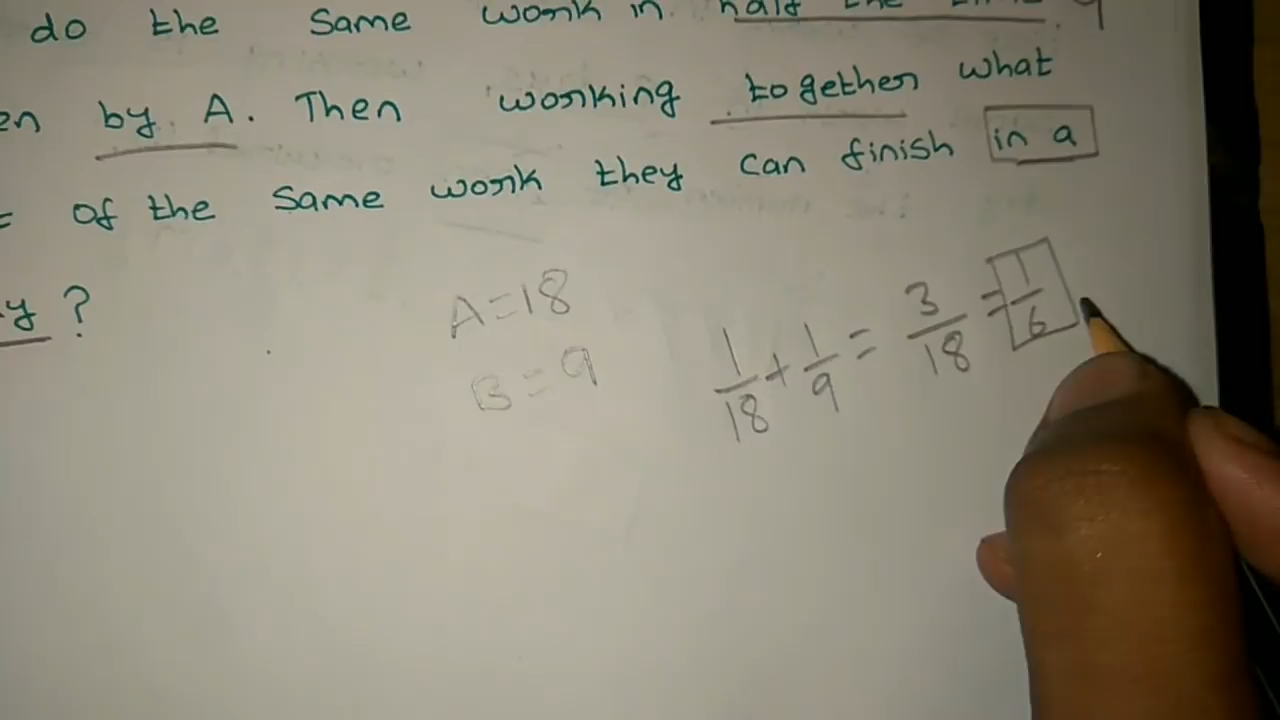 do the same work in half the
by A. Then working together what
of the same work they can finish in a
y ?
A=18
B=9
1/18 + 1/9 = 3/18 = 1/6